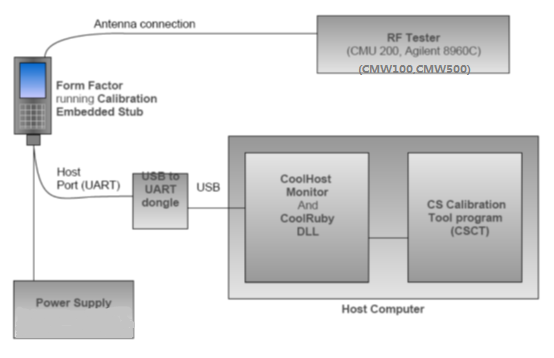 Antenna connection
RF Tester
(CMU 200, Agilent 8960C)
(CMW100,CMW500)
Form Factor
running Calibration
Embedded Stub
Host
Port (UART)
USB to
UART
dongle
USB
CoolHost
Monitor
And
CoolRuby
DLL
CS Calibration
Tool program
(CSCT)
Power Supply
Host Computer